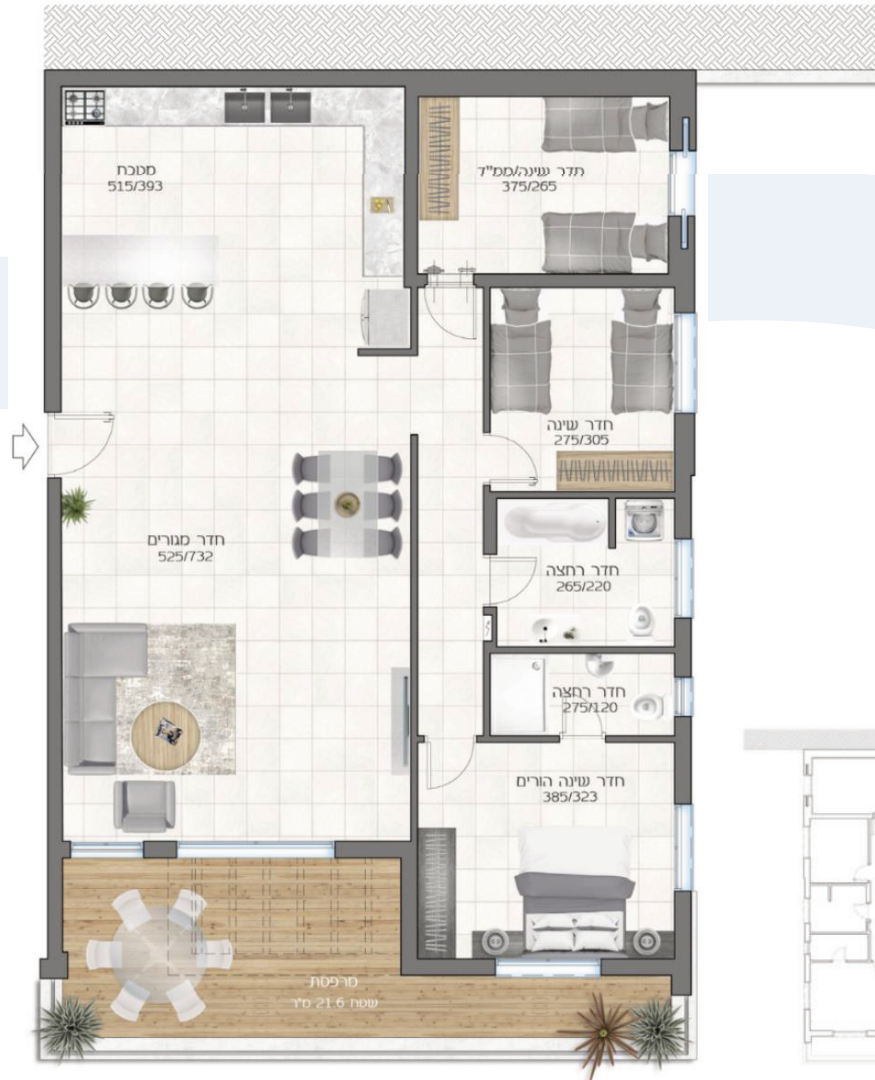 מטבח
515/393
חדר שינה/ממ"ד
375/265
חדר שינה
275/305
חדר מגורים
525/732
חדר רחצה
265/220
חדר רחצה
275/120
חדר שינה הורים
385/323
מרפסת
שטח 21.6 מ"ר